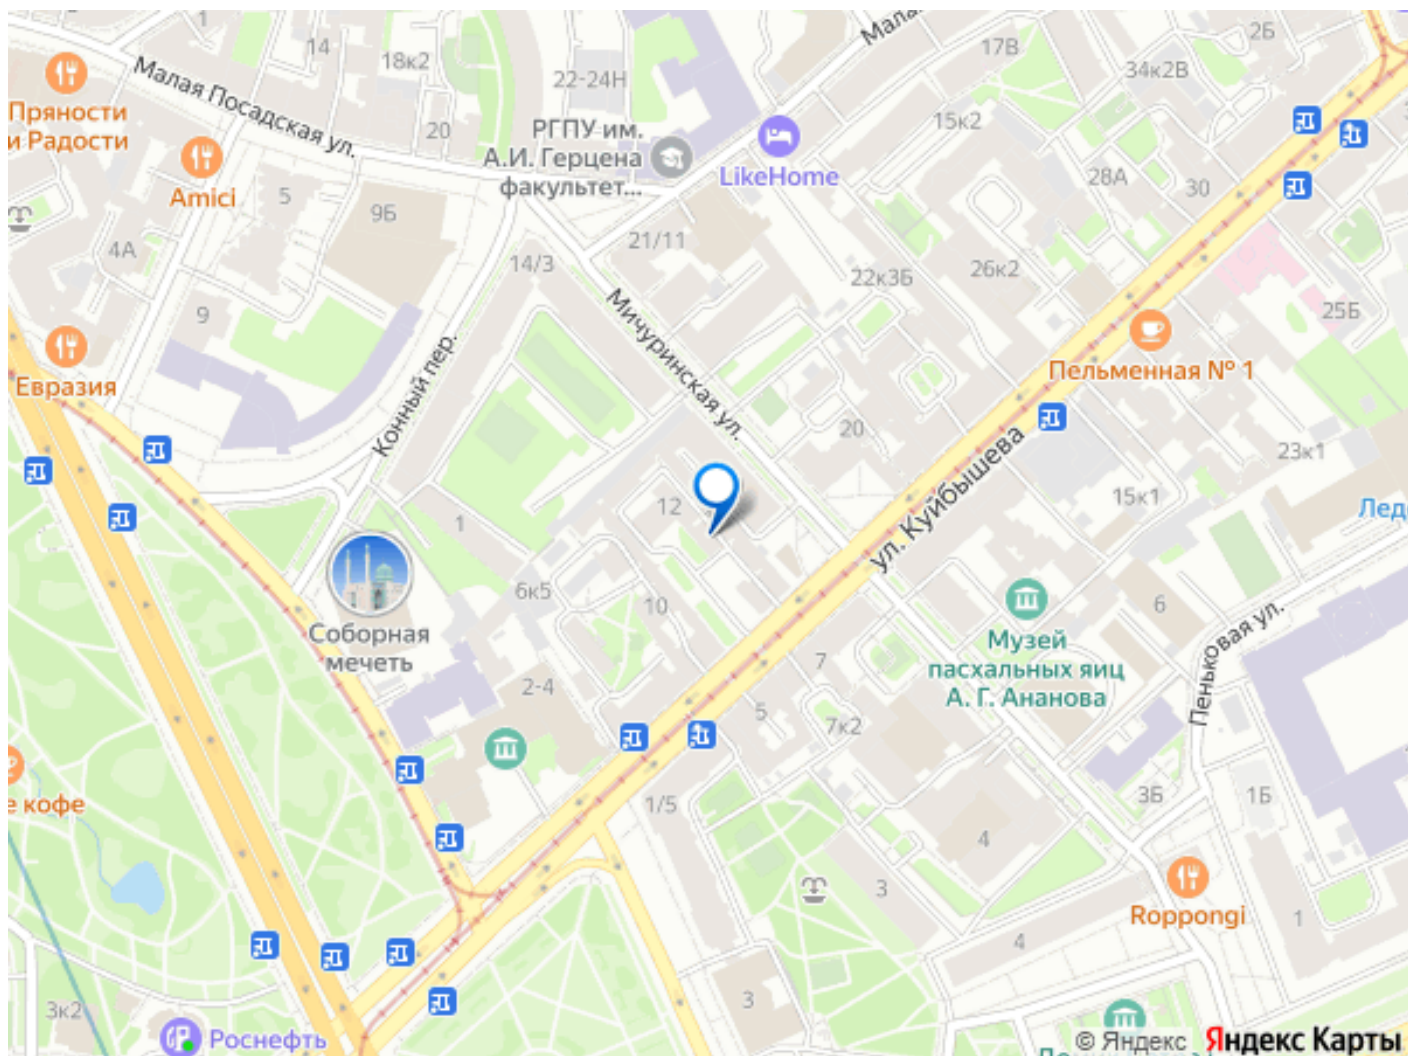 1
14
18к2
22-24Н
Мала
17В
2Б
34к2В
Малая Посадская ул.
20
Пряности
и Радости
РГПУ им.
А.И. Герцена
факультет...
LikeHome
15к2
Amici
5
9Б
28А
30
4А
14/3
21/11
22к3Б
26к2
25Б
9
Евразия
Конный пер.
Мичуринская ул.
20
Пельменная № 1
ул. Куйбышева
23к1
15к1
Лед
1
12
6к5
10
Соборная
мечеть
2-4
7
5
7к2
Музей
пасхальных яиц
А. Г. Ананова
6
Пеньковая ул.
е кофе
1/5
3Б
1Б
4
3
Roppongi
4
1
3
3к2
Роснефть
© Яндекс Яндекс Карты